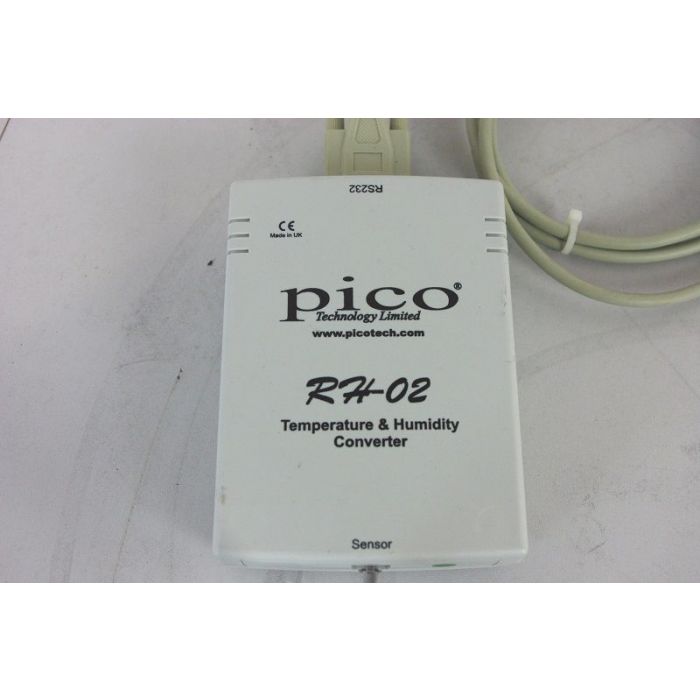 RS232
CE
Made in UK
pico®
Technology Limited
www.picotech.com
RH-02
Temperature & Humidity
Converter
Sensor